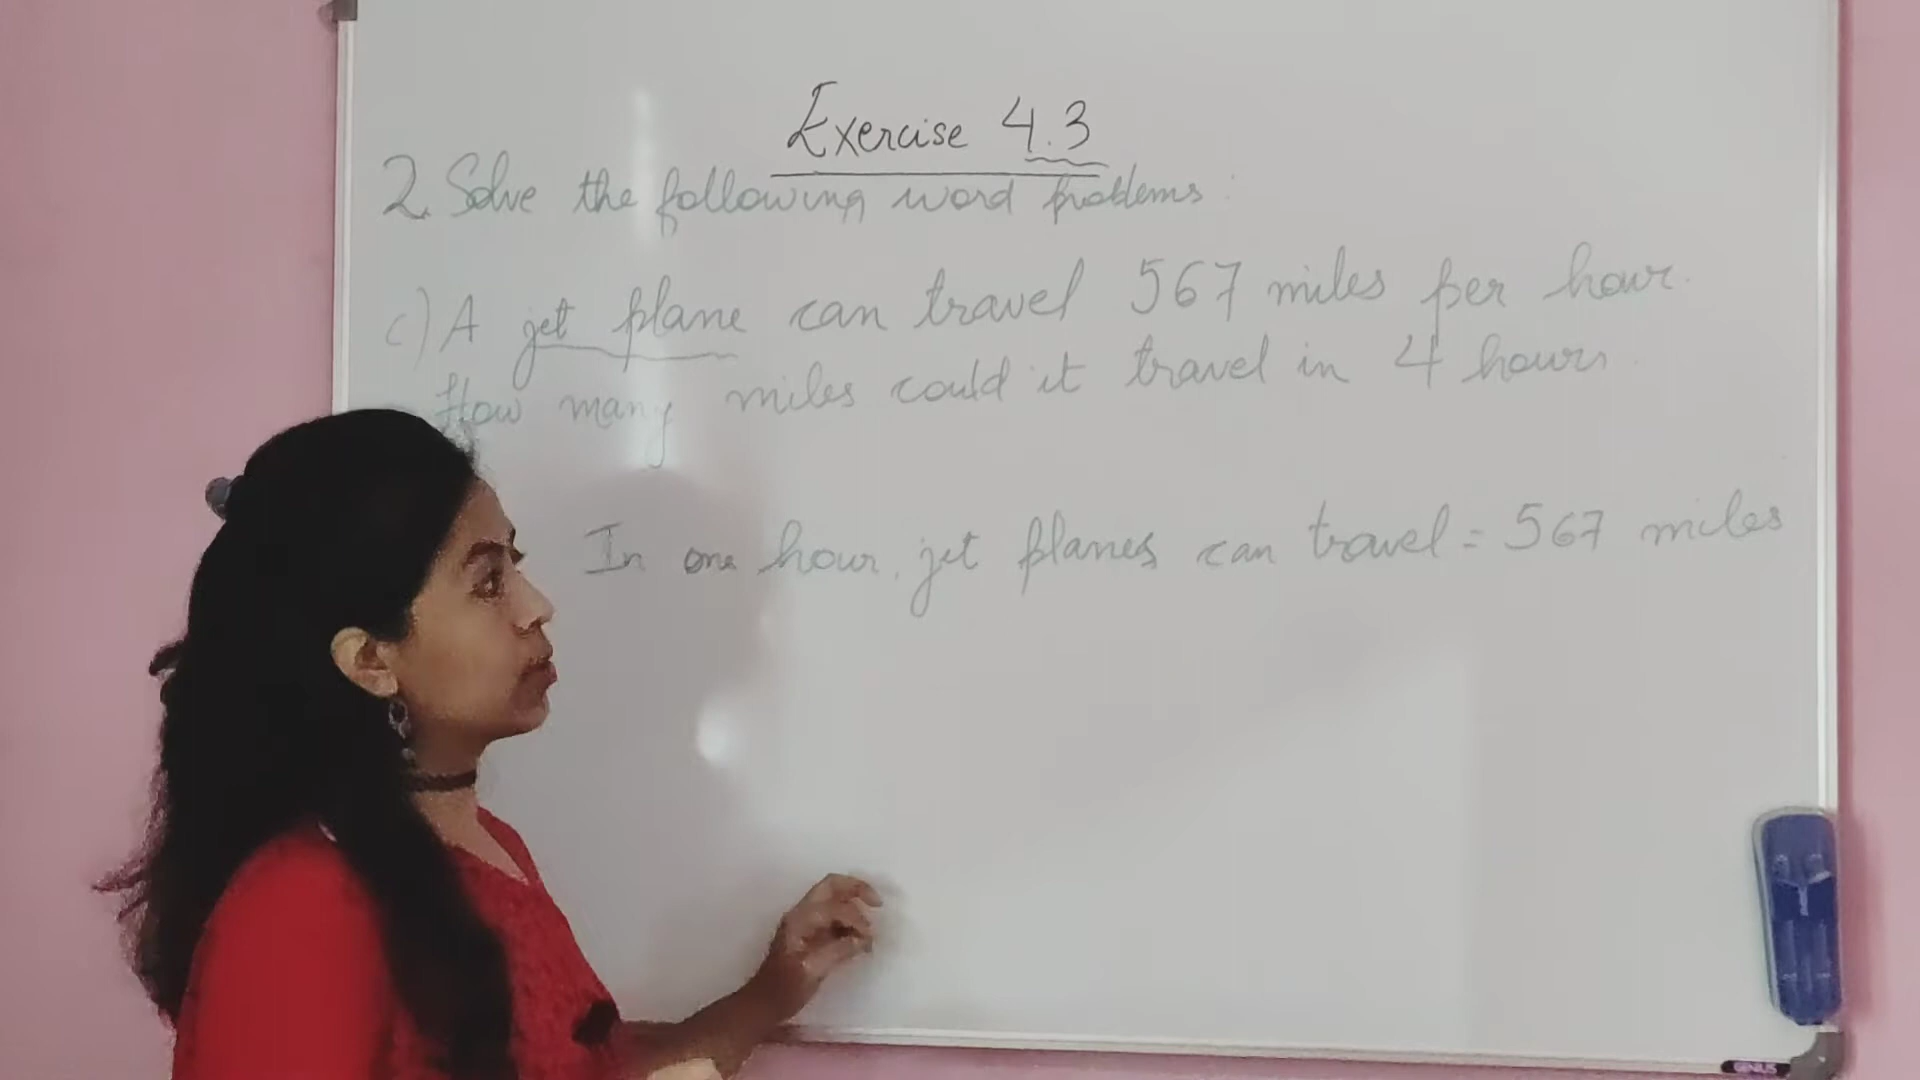 Exercise 4.3
2. Solve the following word problems:
c) A jet plane can travel 567 miles per hour.
How many miles could it travel in 4 hours.
In one hour, jet planes can travel = 567 miles
GENIUS